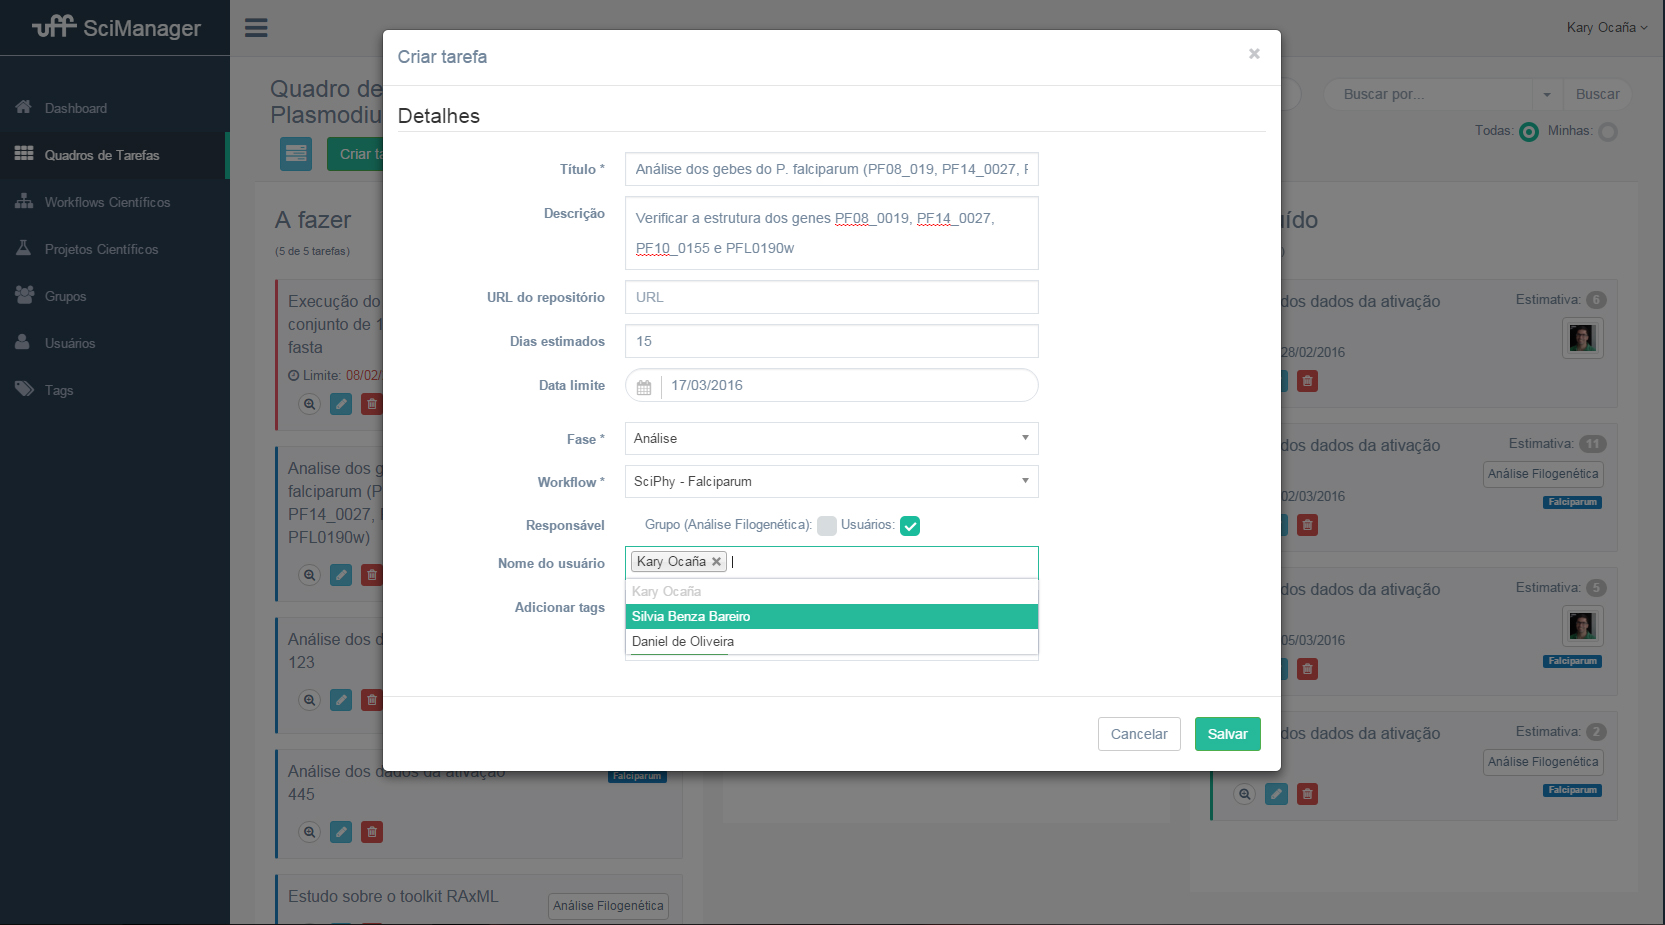 uff SciManager
Kary Ocaña
Dashboard
Quadros de Tarefas
Workflows Científicos
Projetos Científicos
Grupos
Usuários
Tags
Quadro de
Plasmodiu
Criar ta
Buscar por...
Buscar
Todas:
Minhas:
A fazer
(5 de 5 tarefas)
Execução do
conjunto de 1
fasta
Limite: 08/02/
Analise dos g
falciparum (P
PF14_0027,
PFL0190w)
Análise dos d
123
Análise dos dados da ativação
445
Falciparum
Estudo sobre o toolkit RAxML
Análise Filogenética
Criar tarefa
×
Detalhes
Título *
Análise dos gebes do P. falciparum (PF08_019, PF14_0027, F
Descrição
Verificar a estrutura dos genes PF08_0019, PF14_0027,
PF10_0155 e PFL0190w
URL do repositório
URL
Dias estimados
15
Data limite
17/03/2016
Fase *
Análise
Workflow *
SciPhy - Falciparum
Responsável
Grupo (Análise Filogenética):
Usuários:
Nome do usuário
Kary Ocaña ×
Kary Ocaña
Silvia Benza Bareiro
Daniel de Oliveira
Adicionar tags
Cancelar
Salvar
ído
)
dos dados da ativação
Estimativa: 6
28/02/2016
dos dados da ativação
Estimativa: 11
Análise Filogenética
02/03/2016
Falciparum
dos dados da ativação
Estimativa: 5
05/03/2016
Falciparum
dos dados da ativação
Estimativa: 2
Análise Filogenética
Falciparum